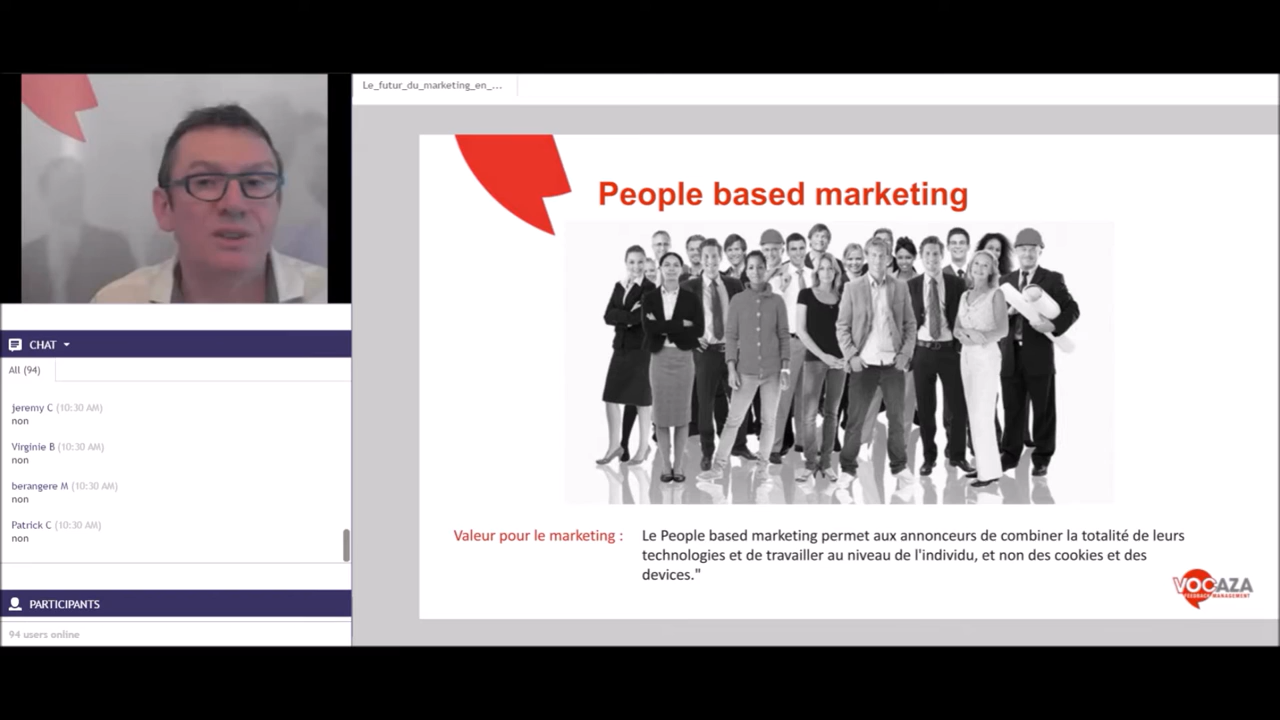 Le_futur_du_marketing_en_...
People based marketing
CHAT
All (94)
jeremy C (10:30 AM)
non
Virginie B (10:30 AM)
non
berangere M (10:30 AM)
non
Patrick C (10:30 AM)
non
PARTICIPANTS
94 users online
Valeur pour le marketing : Le People based marketing permet aux annonceurs de combiner la totalité de leurs
technologies et de travailler au niveau de l'individu, et non des cookies et des
devices."
VOCAZA
FEEDBACK MANAGEMENT